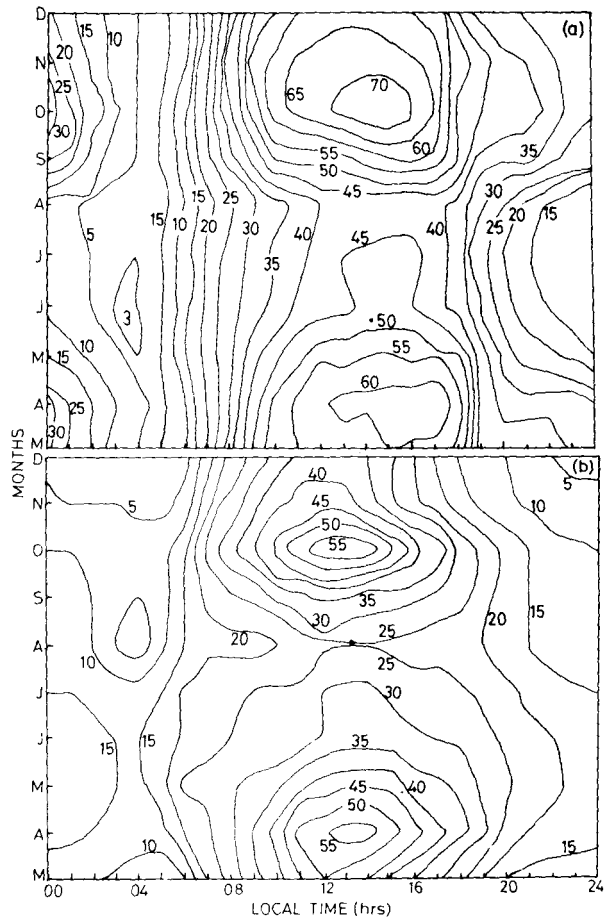 D
15 10
(a)
20
N
25
65 70
O
30
60
S
55 35
50
45 30
A
15 25 40 20
15
5 15 10 20 30 45 40 25
J
35
J
3 50
10
M
15 55
60
A
25
30
M
MONTHS
D
(b)
40 5
N
5 45 10
50
O
55
S
35
30
20 25 20 15
A
10 25
J
30
J
15 15 35
M
45 40
50
A
55
10 15
M
00 04 08 12 16 20 24
LOCAL TIME (hrs)